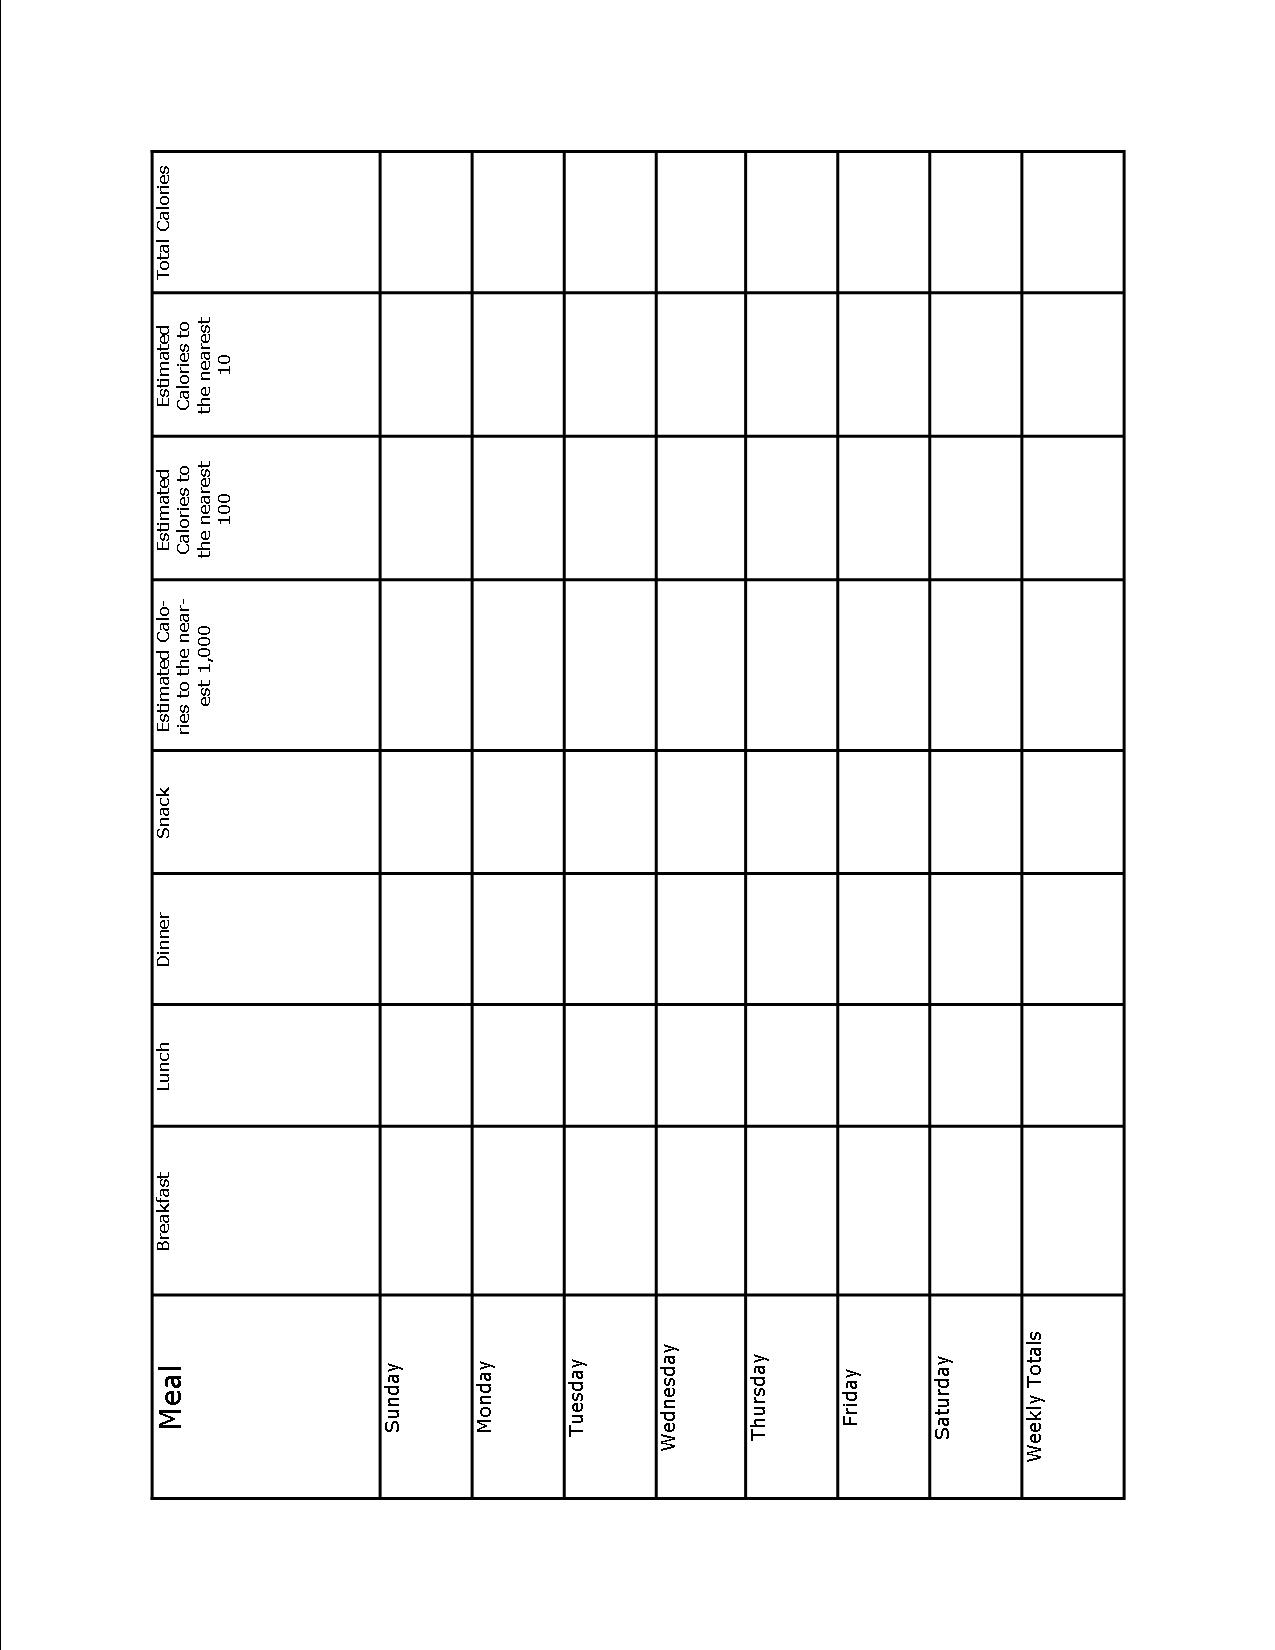 Meal
Breakfast
Lunch
Dinner
Snack
Estimated Calo-
ries to the near-
est 1,000
Estimated
Calories to
the nearest
100
Estimated
Calories to
the nearest
10
Total Calories
Sunday
Monday
Tuesday
Wednesday
Thursday
Friday
Saturday
Weekly Totals